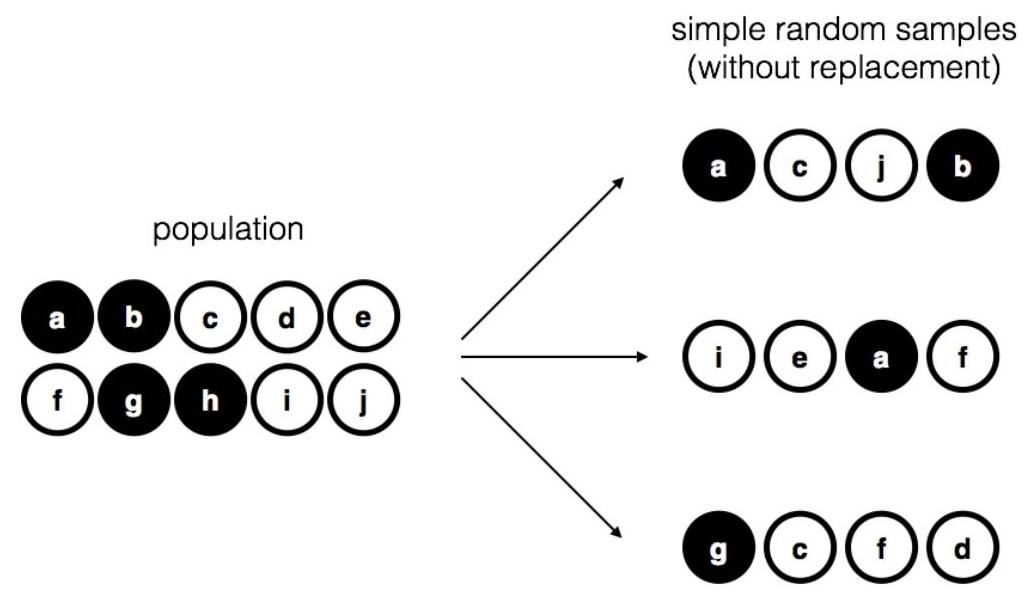 simple random samples
(without replacement)
a c j b
population
a b c d e
i e a f
f g h i j
g c f d